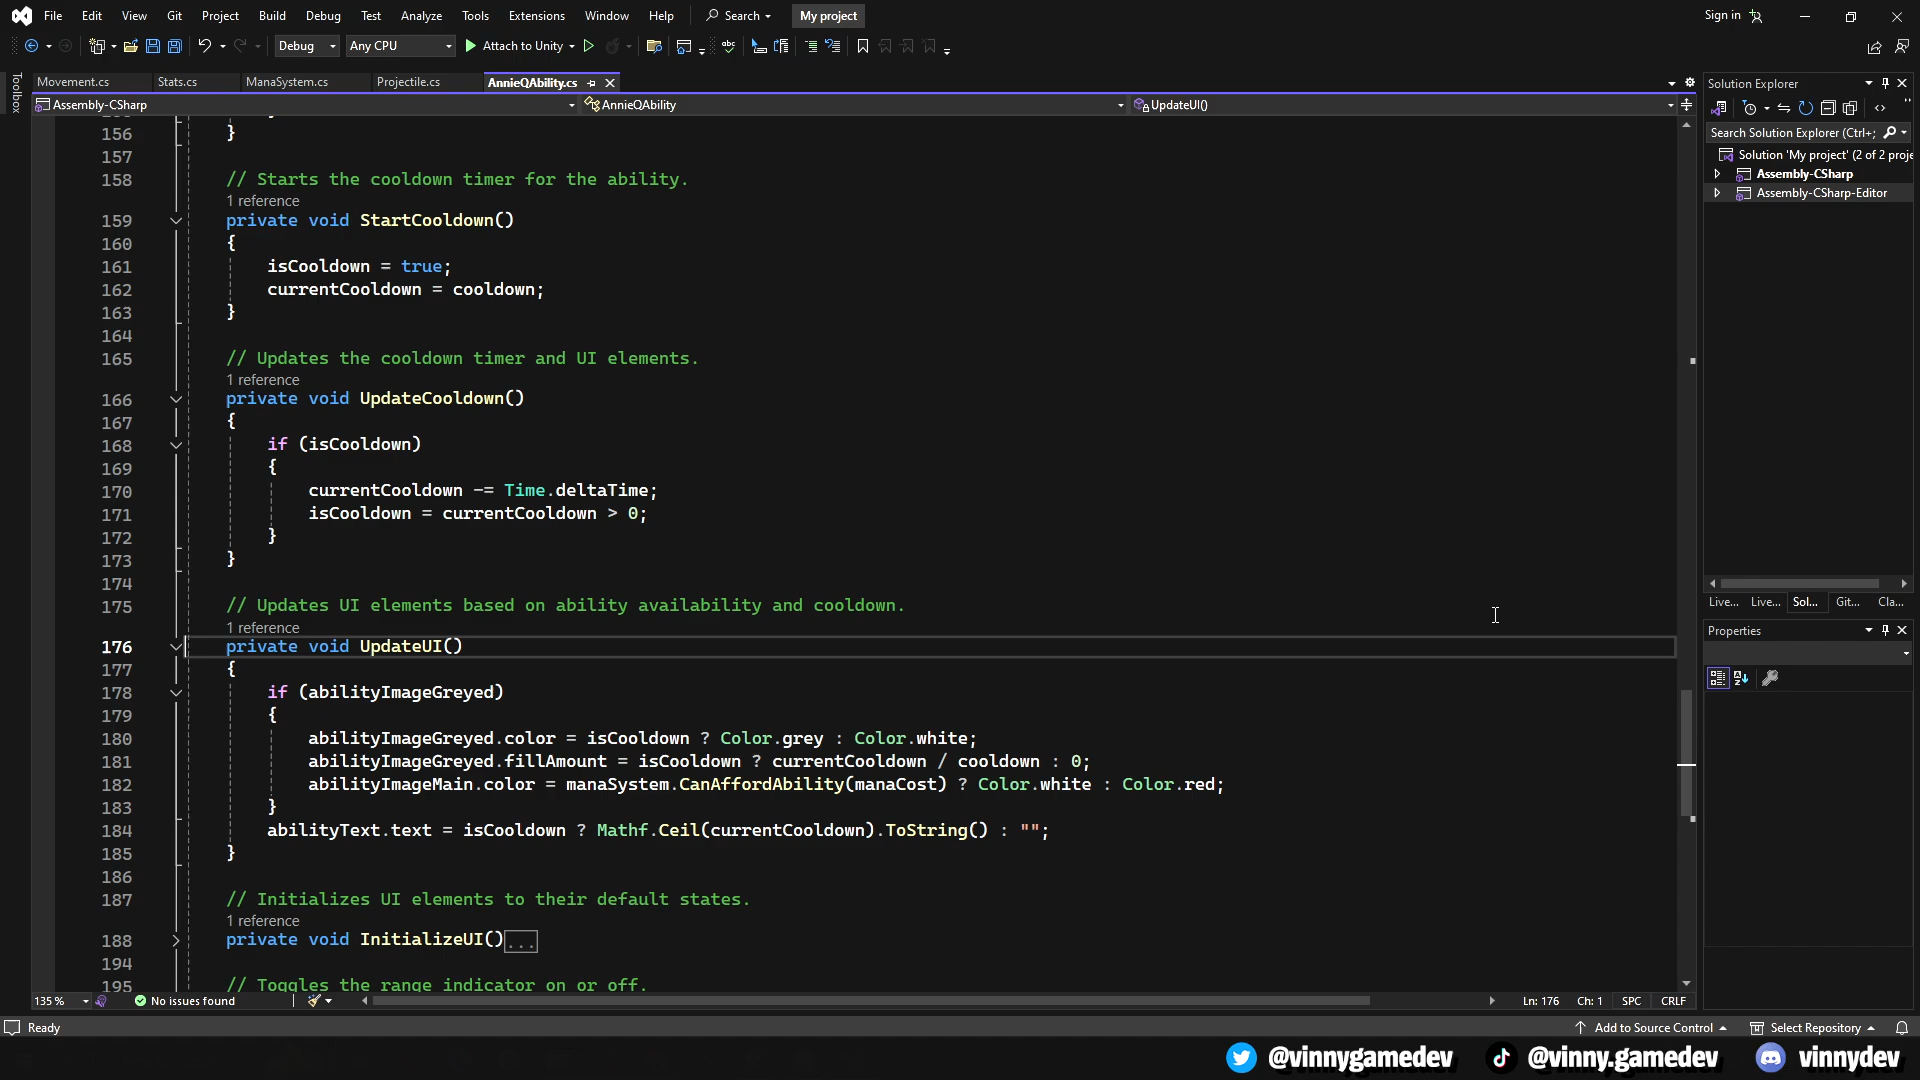 File Edit View Git Project Build Debug Test Analyze Tools Extensions Window Help Search My project Sign in
Debug Any CPU Attach to Unity
Toolbox
Movement.cs Stats.cs ManaSystem.cs Projectile.cs AnnieQAbility.cs
Assembly-CSharp AnnieQAbility UpdateUI()
156 }
157
158 // Starts the cooldown timer for the ability.
1 reference
159 private void StartCooldown()
160 {
161 isCooldown = true;
162 currentCooldown = cooldown;
163 }
164
165 // Updates the cooldown timer and UI elements.
1 reference
166 private void UpdateCooldown()
167 {
168 if (isCooldown)
169 {
170 currentCooldown -= Time.deltaTime;
171 isCooldown = currentCooldown > 0;
172 }
173 }
174
175 // Updates UI elements based on ability availability and cooldown.
1 reference
176 private void UpdateUI()
177 {
178 if (abilityImageGreyed)
179 {
180 abilityImageGreyed.color = isCooldown ? Color.grey : Color.white;
181 abilityImageGreyed.fillAmount = isCooldown ? currentCooldown / cooldown : 0;
182 abilityImageMain.color = manaSystem.CanAffordAbility(manaCost) ? Color.white : Color.red;
183 }
184 abilityText.text = isCooldown ? Mathf.Ceil(currentCooldown).ToString() : "";
185 }
186
187 // Initializes UI elements to their default states.
1 reference
188 private void InitializeUI()...
194
195 // Toggles the range indicator on or off.
135 % No issues found Ln: 176 Ch: 1 SPC CRLF
Solution Explorer
Search Solution Explorer (Ctrl+;
Solution 'My project' (2 of 2 proje
Assembly-CSharp
Assembly-CSharp-Editor
Live... Live... Sol... Git... Cla...
Properties
Ready Add to Source Control Select Repository
@vinnygamedev @vinny.gamedev vinnydev